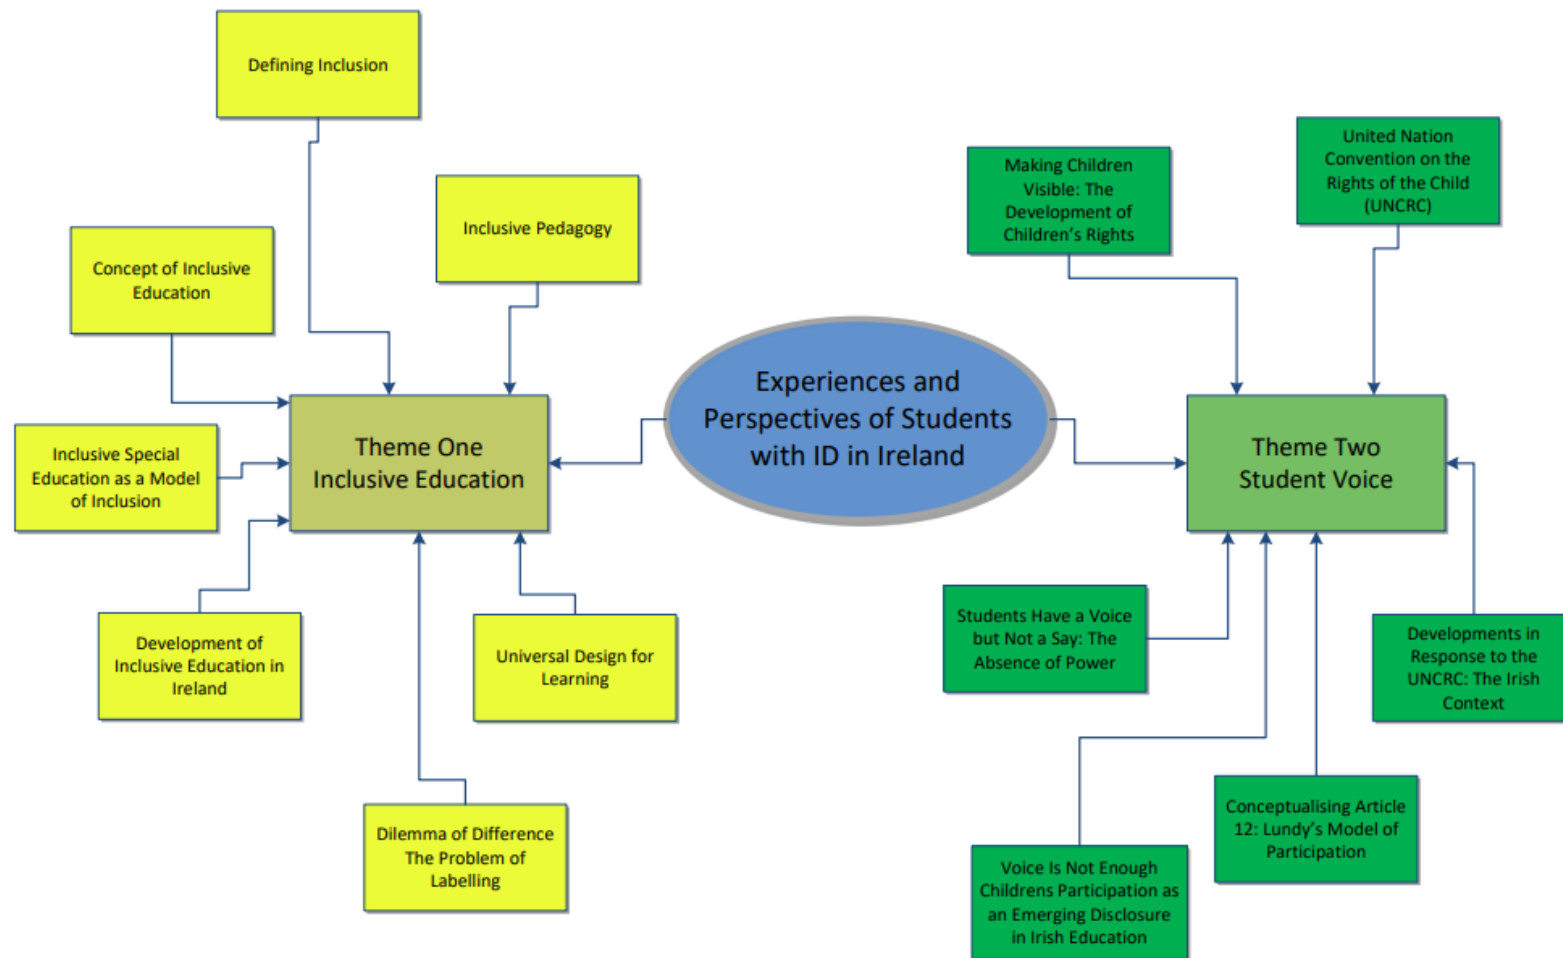 Defining Inclusion
Inclusive Pedagogy
Concept of Inclusive
Education
Inclusive Special
Education as a Model
of Inclusion
Theme One
Inclusive Education
Development of
Inclusive Education in
Ireland
Universal Design for
Learning
Dilemma of Difference
The Problem of
Labelling
Experiences and
Perspectives of Students
with ID in Ireland
Making Children
Visible: The
Development of
Children's Rights
United Nation
Convention on the
Rights of the Child
(UNCRC)
Theme Two
Student Voice
Students Have a Voice
but Not a Say: The
Absence of Power
Developments in
Response to the
UNCRC: The Irish
Context
Conceptualising Article
12: Lundy's Model of
Participation
Voice Is Not Enough
Childrens Participation as
an Emerging Disclosure
in Irish Education